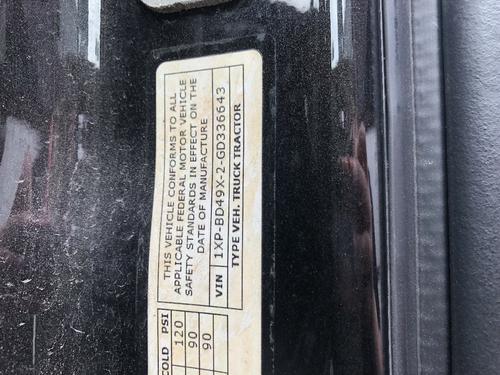 THIS VEHICLE CONFORMS TO ALL
APPLICABLE FEDERAL MOTOR VEHICLE
SAFETY STANDARDS IN EFFECT ON THE
DATE OF MANUFACTURE
VIN 1XP-BD49X-2-GD336643
TYPE VEH. TRUCK TRACTOR
COLD PSI
120
90
90